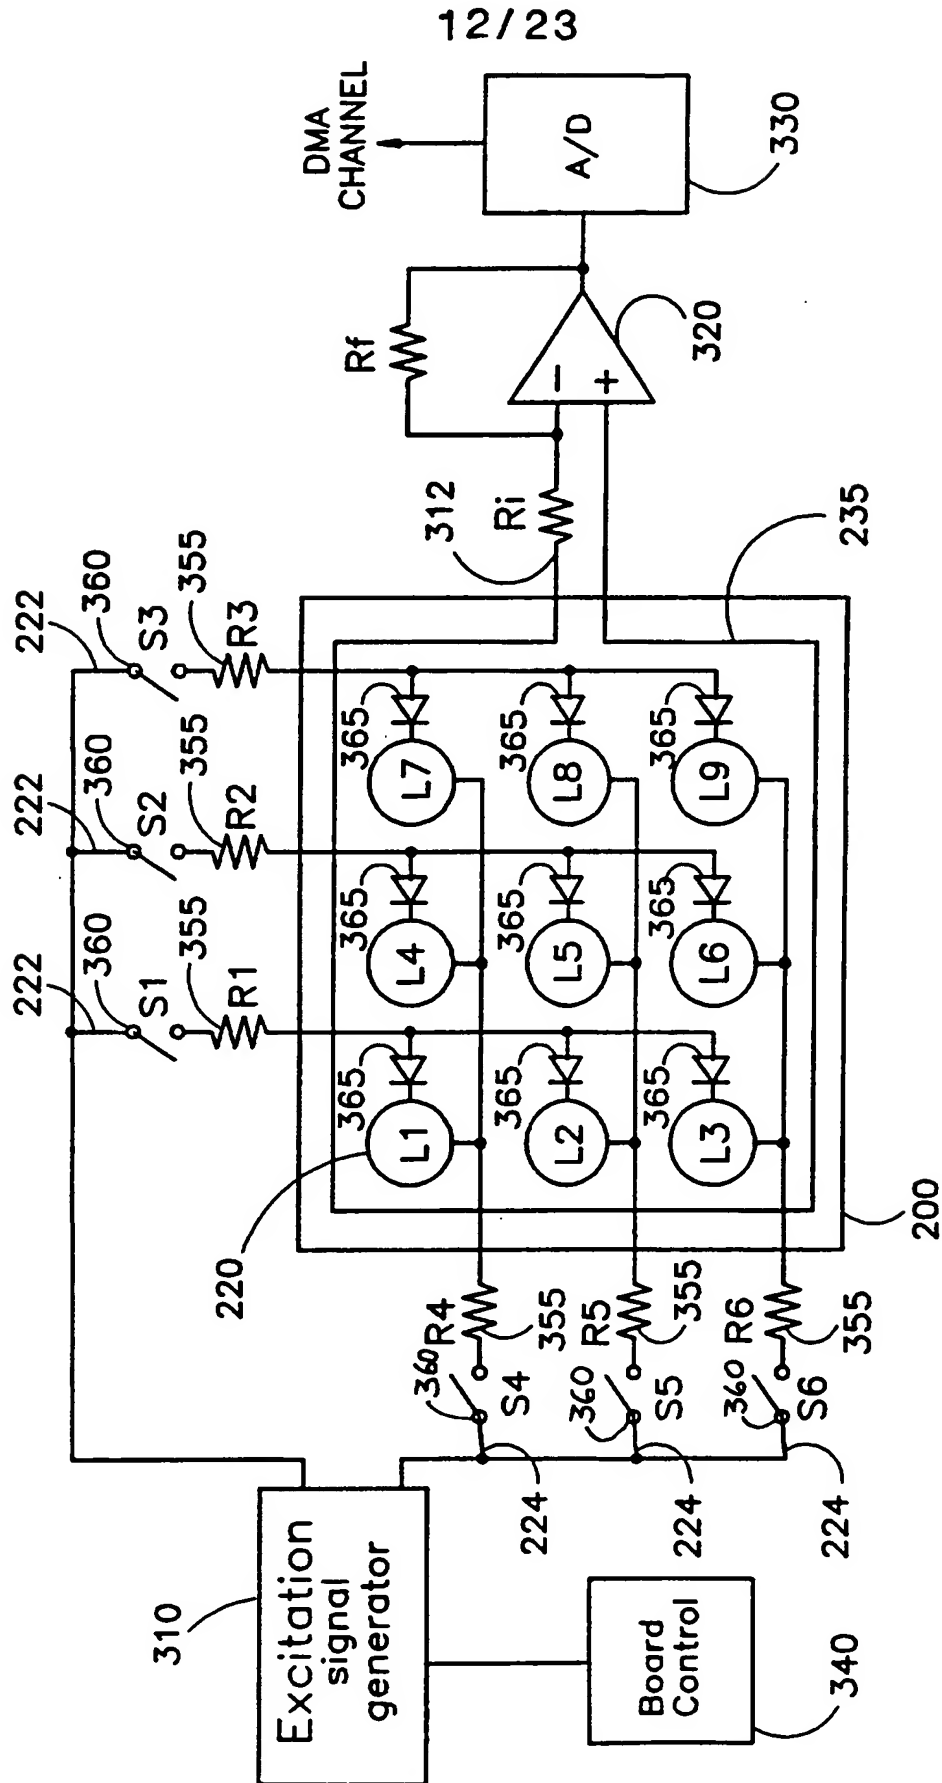 12/23
DMA
CHANNEL
A/D
330
Rf
320
312
Ri
235
222
360
S3
355
R3
222
360
S2
355
R2
222
360
S1
355
R1
365
L7
365
L8
365
L9
365
L4
365
L5
365
L6
365
L1
365
L2
365
L3
220
200
R4
355
R5
355
R6
355
360
S4
360
S5
360
S6
224
224
224
310
Excitation
signal
generator
Board
Control
340